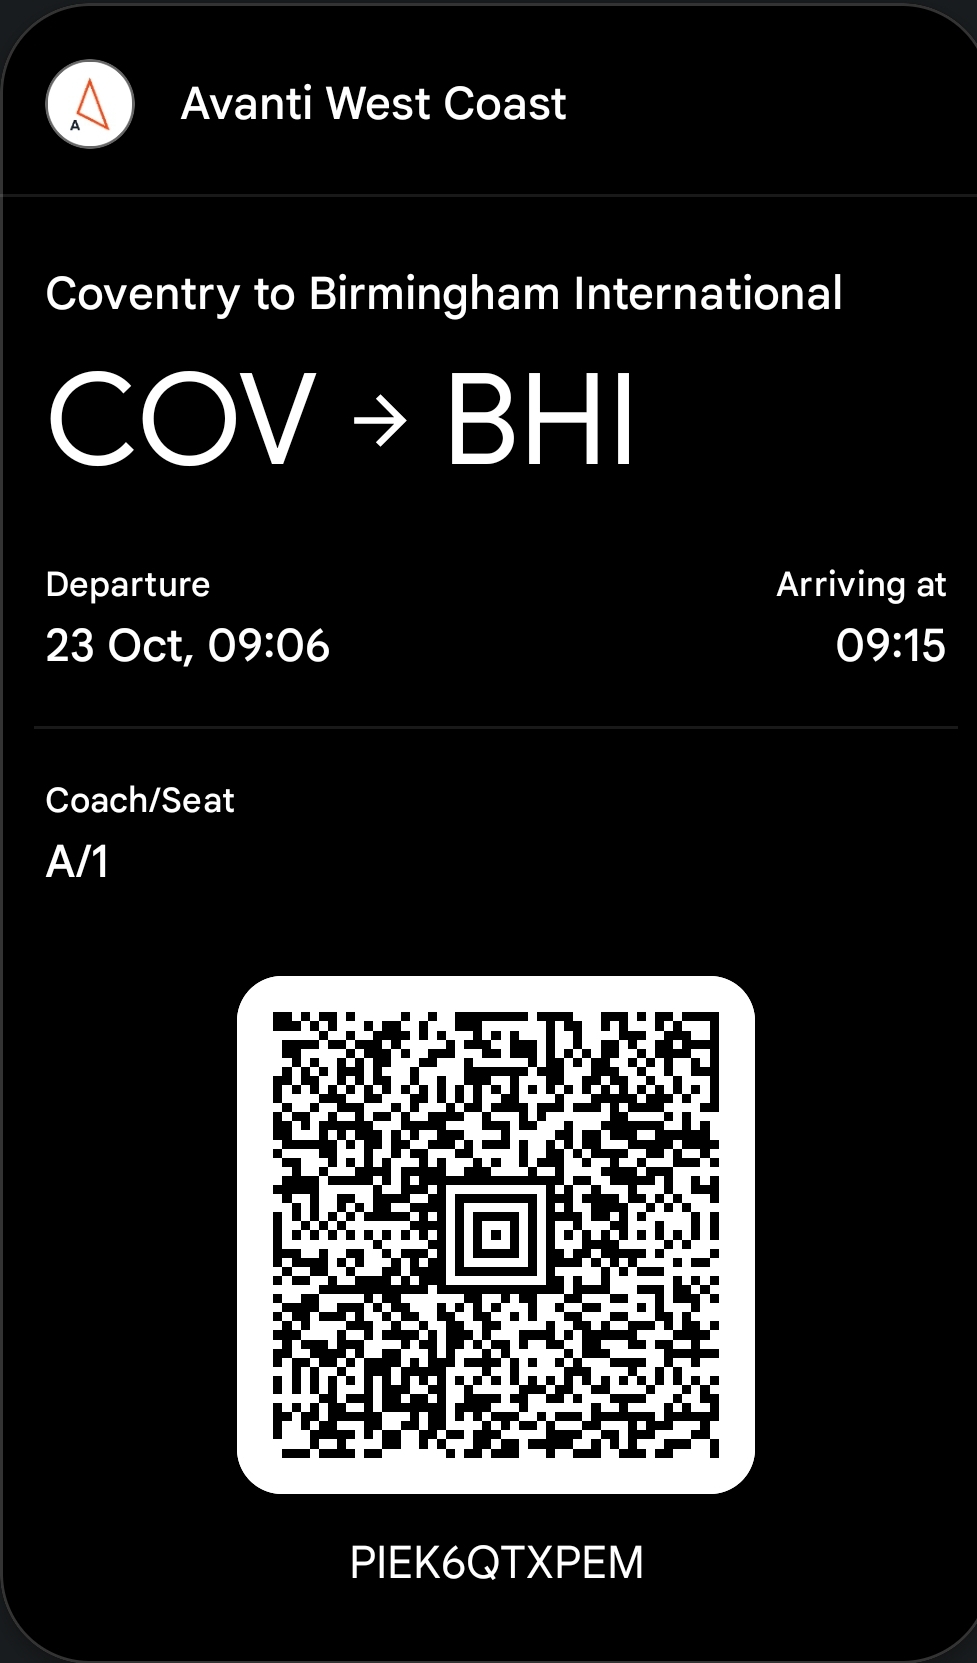 A
Avanti West Coast
Coventry to Birmingham International
COV → BHI
Departure
Arriving at
23 Oct, 09:06
09:15
Coach/Seat
A/1
PIEK6QTXPEM